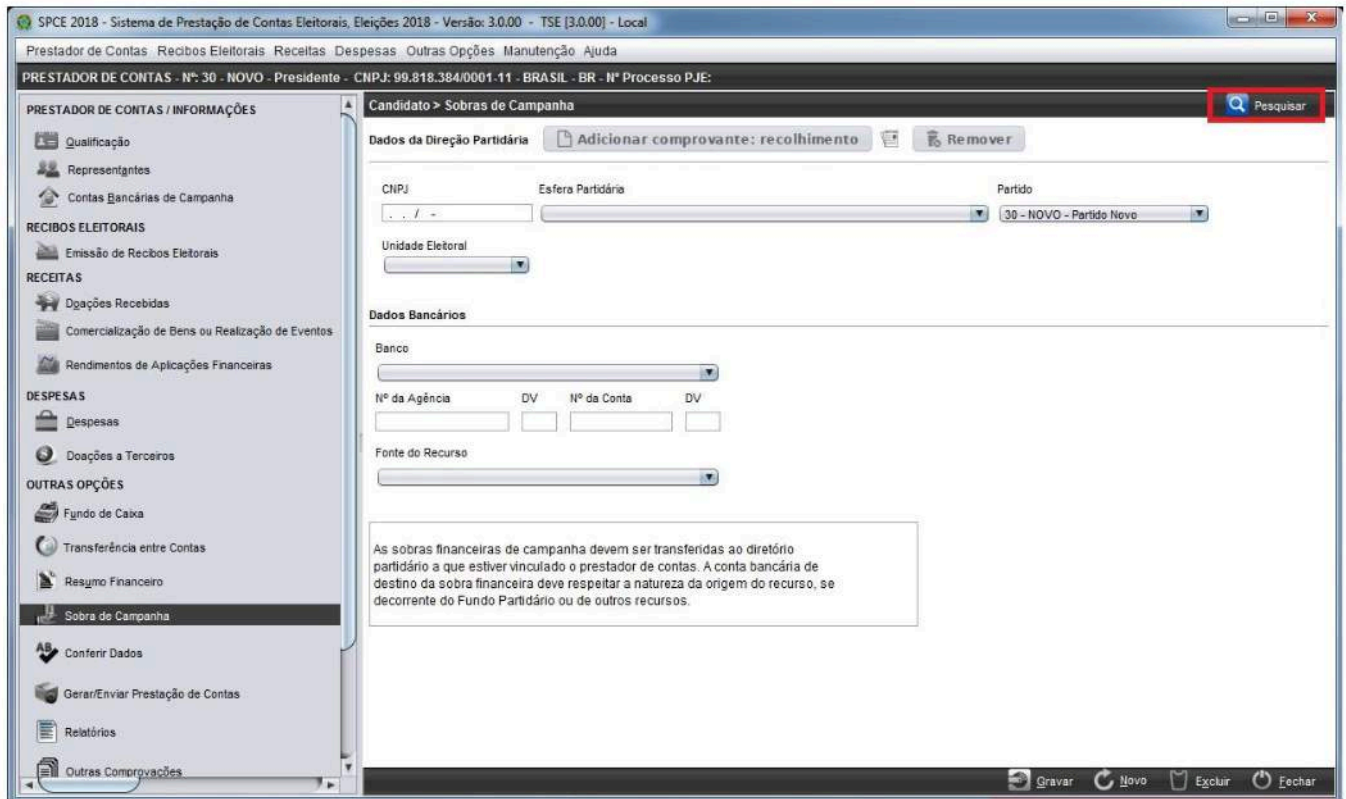 SPCE 2018 - Sistema de Prestação de Contas Eleitorais, Eleições 2018 - Versão: 3.0.00 - TSE [3.0.00] - Local
Prestador de Contas Recibos Eleitorais Receitas Despesas Outras Opções Manutenção Ajuda
PRESTADOR DE CONTAS - Nº: 30 - NOVO - Presidente - CNPJ: 99.818.384/0001-11 - BRASIL - BR - Nº Processo PJE:
PRESTADOR DE CONTAS / INFORMAÇÕES
Qualificação
Representantes
Contas Bancárias de Campanha
RECIBOS ELEITORAIS
Emissão de Recibos Eleitorais
RECEITAS
Doações Recebidas
Comercialização de Bens ou Realização de Eventos
Rendimentos de Aplicações Financeiras
DESPESAS
Despesas
Doações a Terceiros
OUTRAS OPÇÕES
Fundo de Caixa
Transferência entre Contas
Resumo Financeiro
Sobra de Campanha
Conferir Dados
Gerar/Enviar Prestação de Contas
Relatórios
Outras Comprovações
Candidato > Sobras de Campanha
Pesquisar
Dados da Direção Partidária Adicionar comprovante: recolhimento Remover
CNPJ Esfera Partidária Partido
. . / - 30 - NOVO - Partido Novo
Unidade Eleitoral
Dados Bancários
Banco
Nº da Agência DV Nº da Conta DV
Fonte do Recurso
As sobras financeiras de campanha devem ser transferidas ao diretório
partidário a que estiver vinculado o prestador de contas. A conta bancária de
destino da sobra financeira deve respeitar a natureza da origem do recurso, se
decorrente do Fundo Partidário ou de outros recursos.
Gravar Novo Excluir Fechar